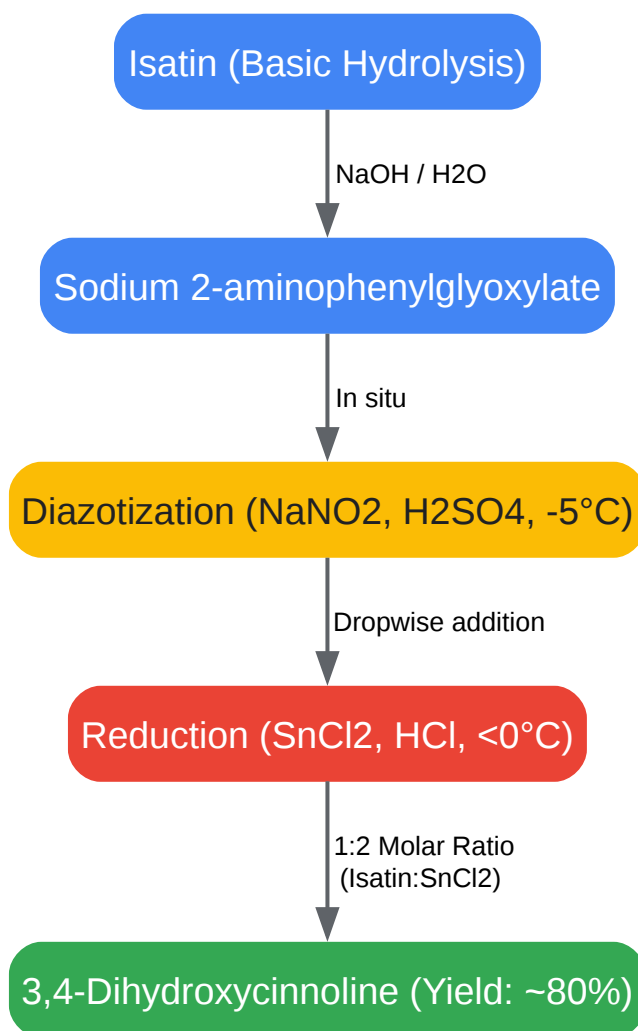 Isatin (Basic Hydrolysis)
NaOH / H2O
Sodium 2-aminophenylglyoxylate
In situ
Diazotization (NaNO2, H2SO4, -5°C)
Dropwise addition
Reduction (SnCl2, HCl, <0°C)
1:2 Molar Ratio
(Isatin:SnCl2)
3,4-Dihydroxycinnoline (Yield: ~80%)